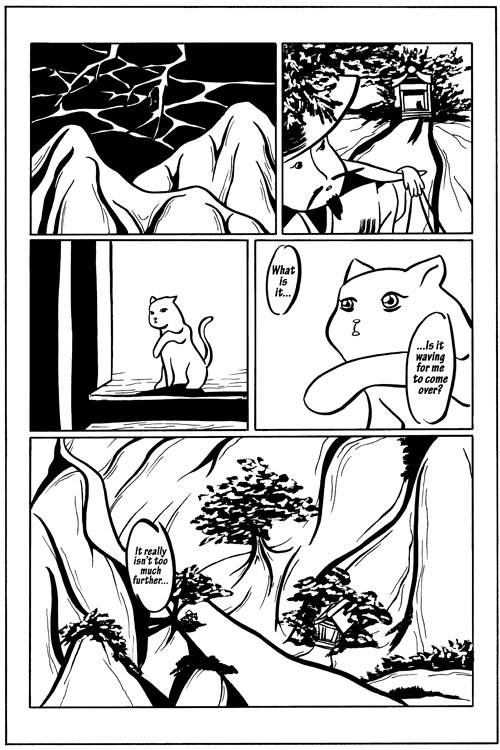 What
is
it...
...Is it
waving
for me
to come
over?
It really
isn't too
much
further...